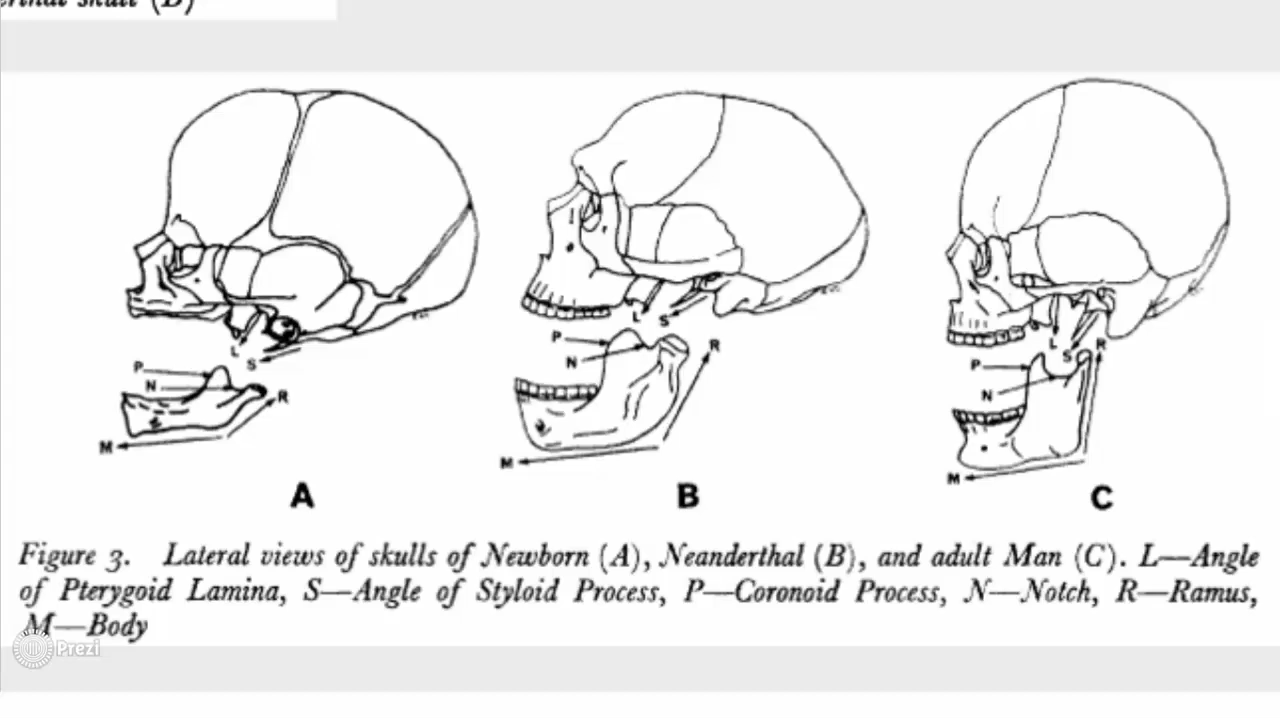 skull (B)
L
S
P
N
R
M
A
L
S
P
N
R
M
B
L
S
R
P
N
M
C
Figure 3. Lateral views of skulls of Newborn (A), Neanderthal (B), and adult Man (C). L—Angle
of Pterygoid Lamina, S—Angle of Styloid Process, P—Coronoid Process, N—Notch, R—Ramus,
M—Body
Prezi